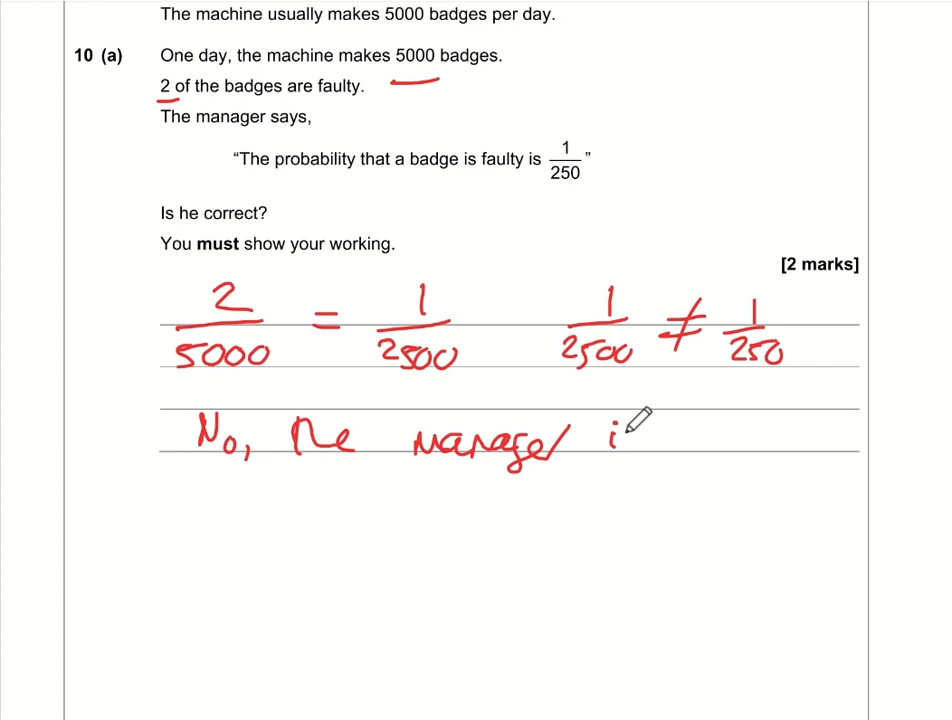 The machine usually makes 5000 badges per day.
10 (a) One day, the machine makes 5000 badges.
2 of the badges are faulty.
The manager says,
“The probability that a badge is faulty is 1/250”
Is he correct?
You must show your working.
[2 marks]
2/5000 = 1/2500 1/2500 ≠ 1/250
No, the manager i